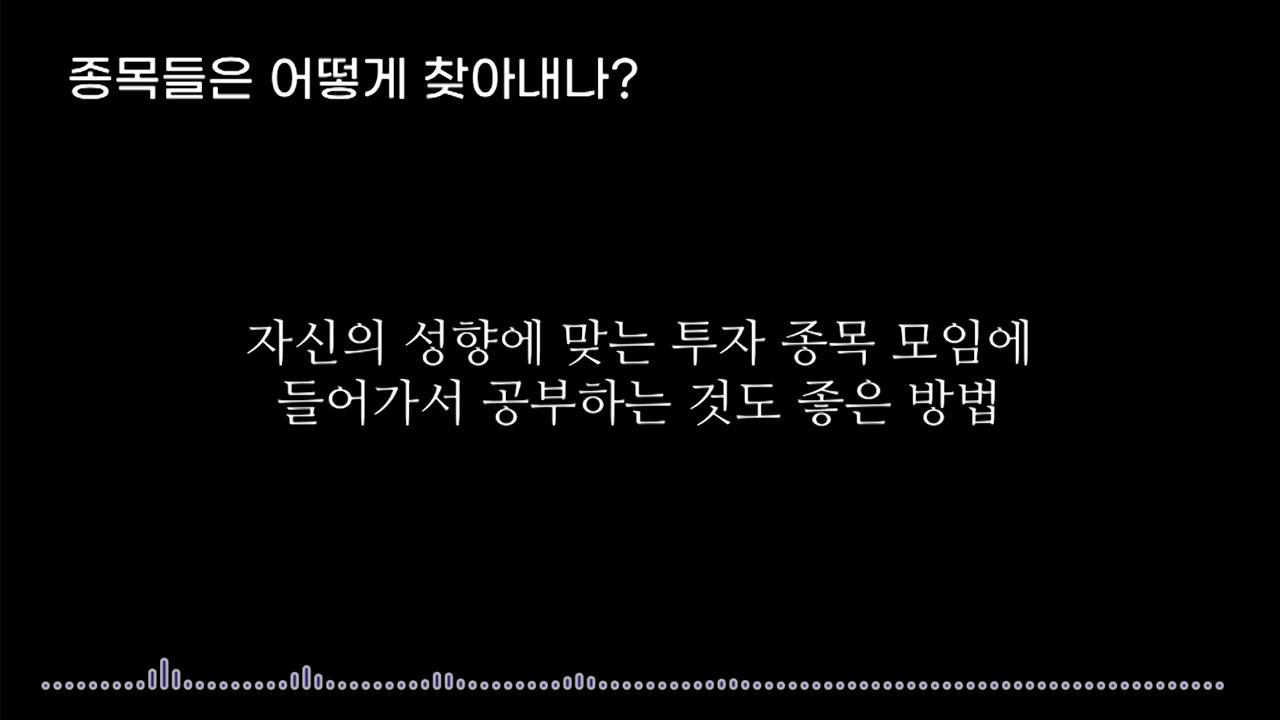 종목들은 어떻게 찾아내나?
자신의 성향에 맞는 투자 종목 모임에
들어가서 공부하는 것도 좋은 방법